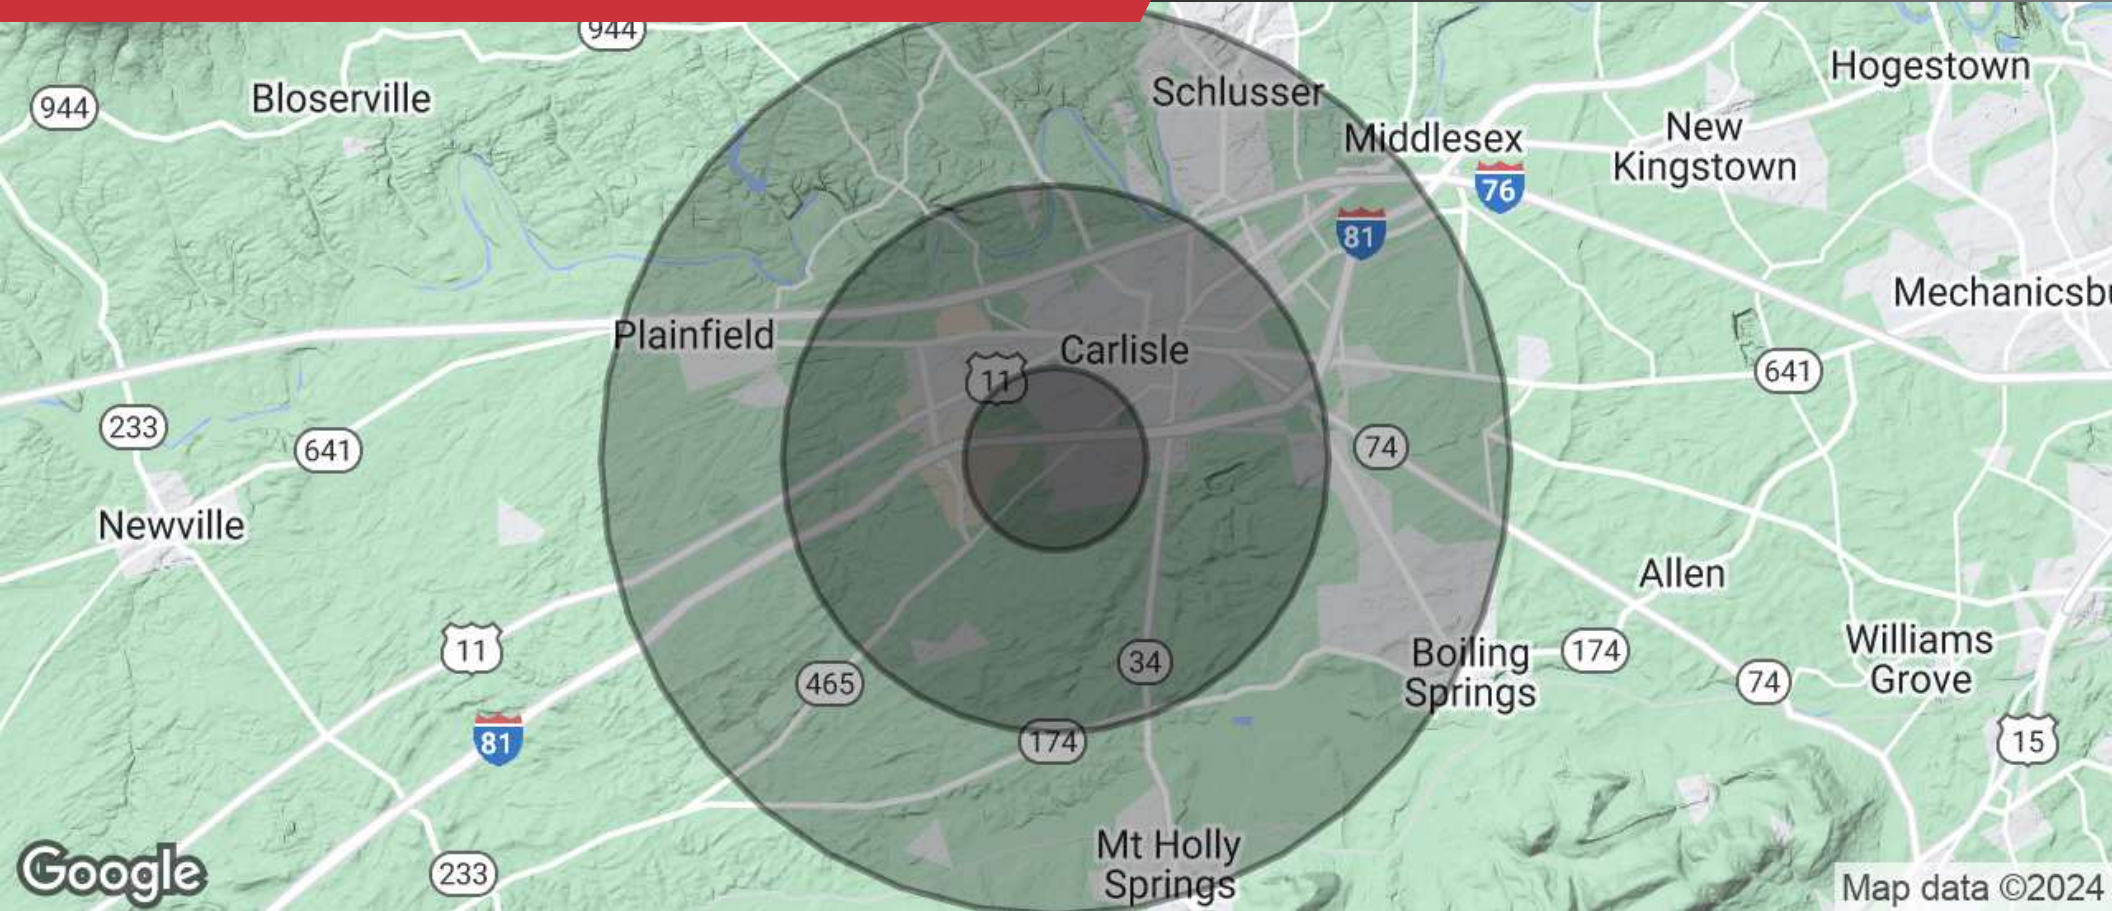 944
Bloserville
944
Schlusser
Hogestown
Middlesex
New
Kingstown
76
81
Mechanicsbu
Plainfield
Carlisle
11
641
233
641
74
Newville
Allen
11
Boiling
Springs
174
Williams
Grove
34
465
74
81
174
15
Mt Holly
Springs
233
Google
Map data ©2024